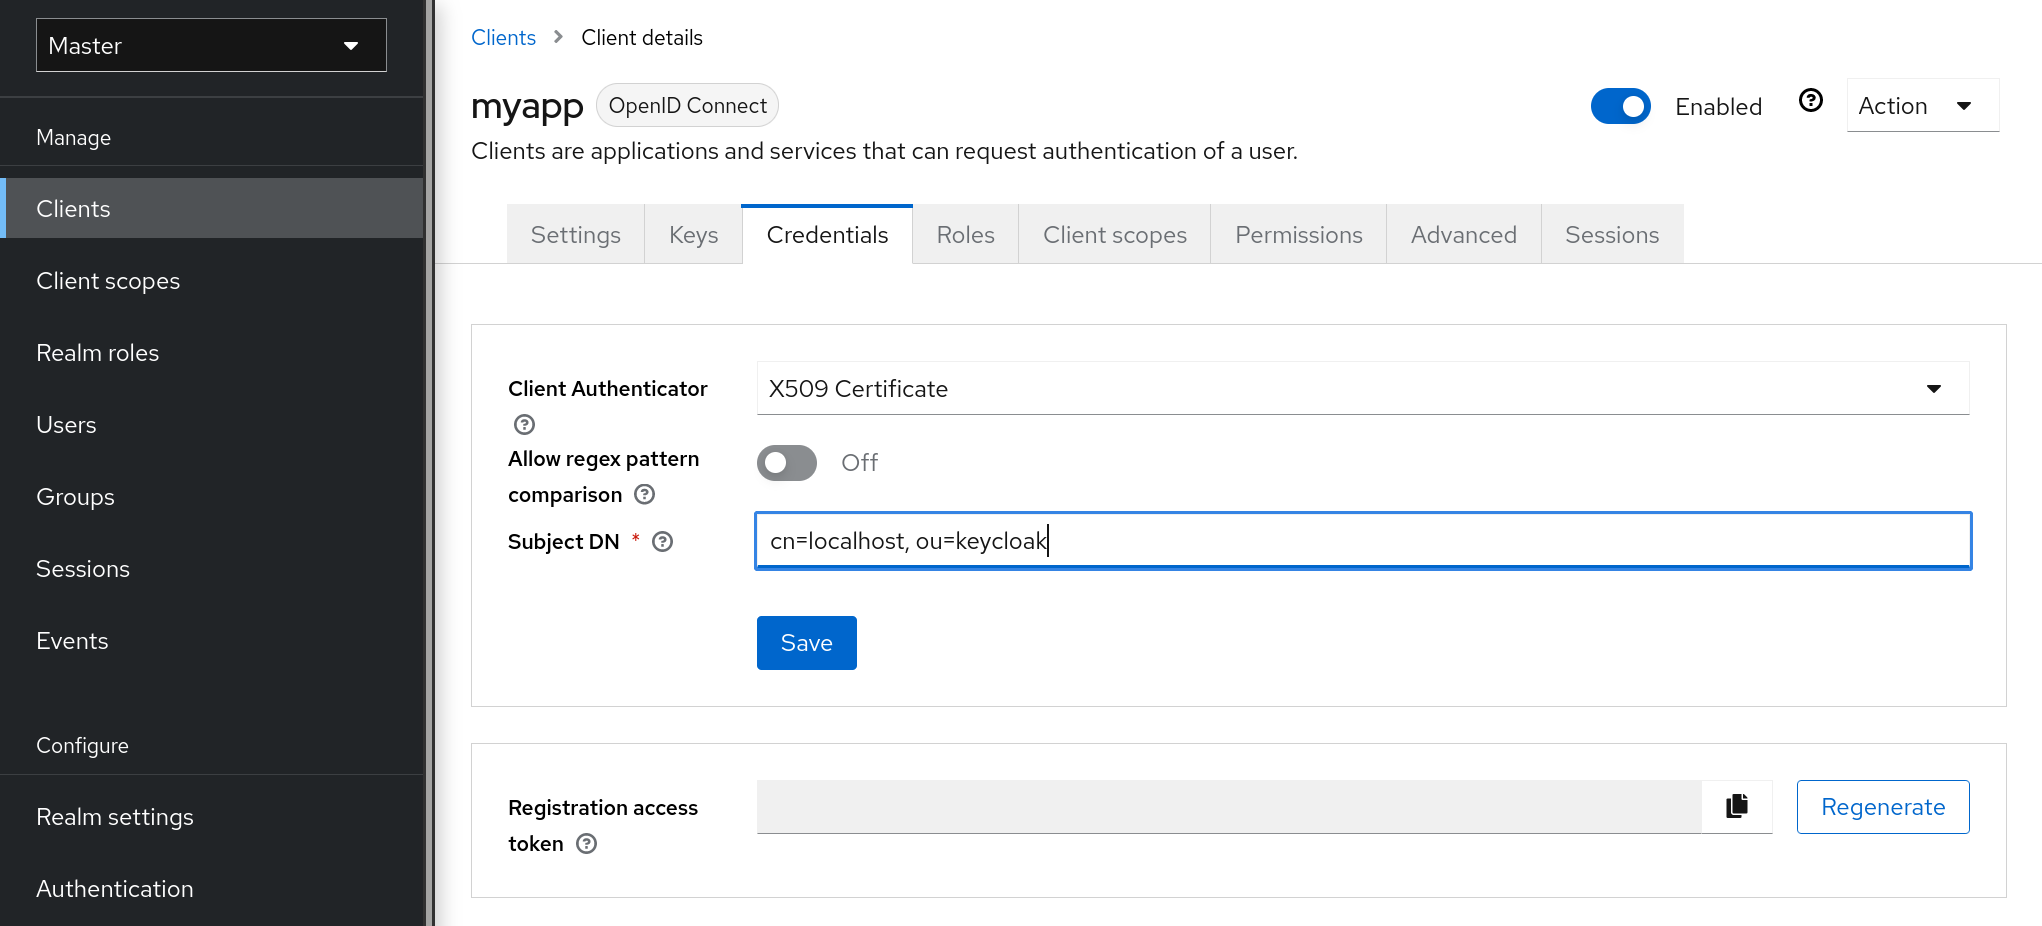 Master
Manage
Clients
Client scopes
Realm roles
Users
Groups
Sessions
Events
Configure
Realm settings
Authentication
Clients > Client details
myapp OpenID Connect
Enabled
Action
Clients are applications and services that can request authentication of a user.
Settings Keys Credentials Roles Client scopes Permissions Advanced Sessions
Client Authenticator
X509 Certificate
Allow regex pattern
comparison
Off
Subject DN *
cn=localhost, ou=keycloak
Save
Registration access
token
Regenerate